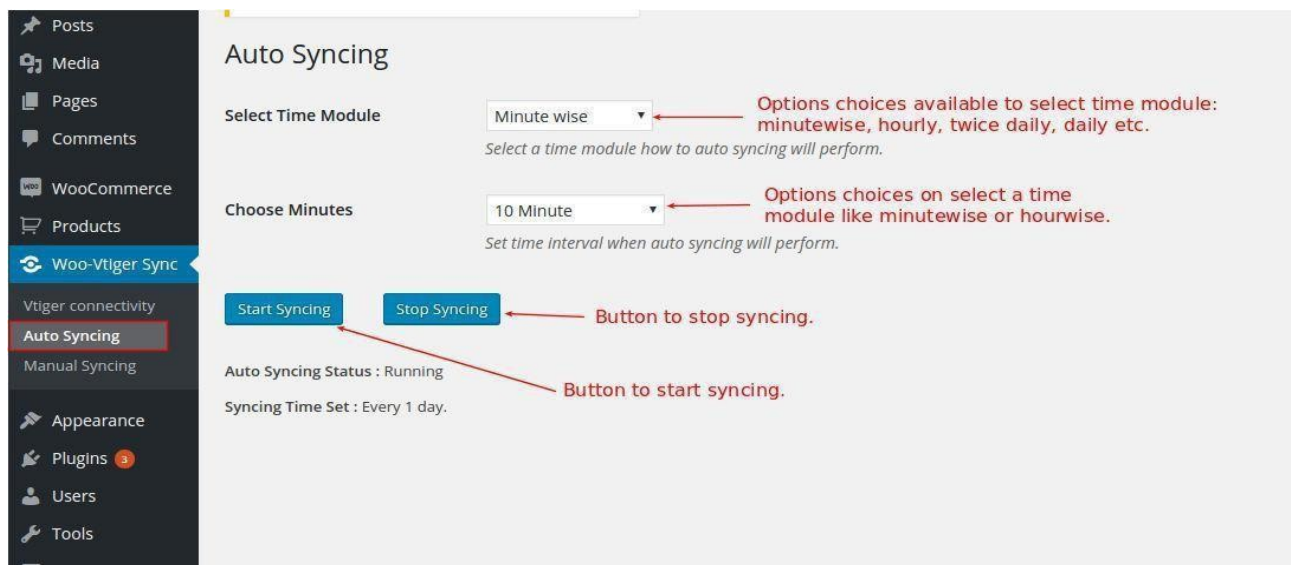 Posts
Media
Pages
Comments
WOO WooCommerce
Products
Woo-Vtiger Sync
Vtiger connectivity
Auto Syncing
Manual Syncing
Appearance
Plugins 3
Users
Tools
Auto Syncing
Select Time Module
Minute wise
Select a time module how to auto syncing will perform.
Options choices available to select time module:
minutewise, hourly, twice daily, daily etc.
Choose Minutes
10 Minute
Set time interval when auto syncing will perform.
Options choices on select a time
module like minutewise or hourwise.
Start Syncing
Stop Syncing
Button to stop syncing.
Auto Syncing Status : Running
Button to start syncing.
Syncing Time Set : Every 1 day.